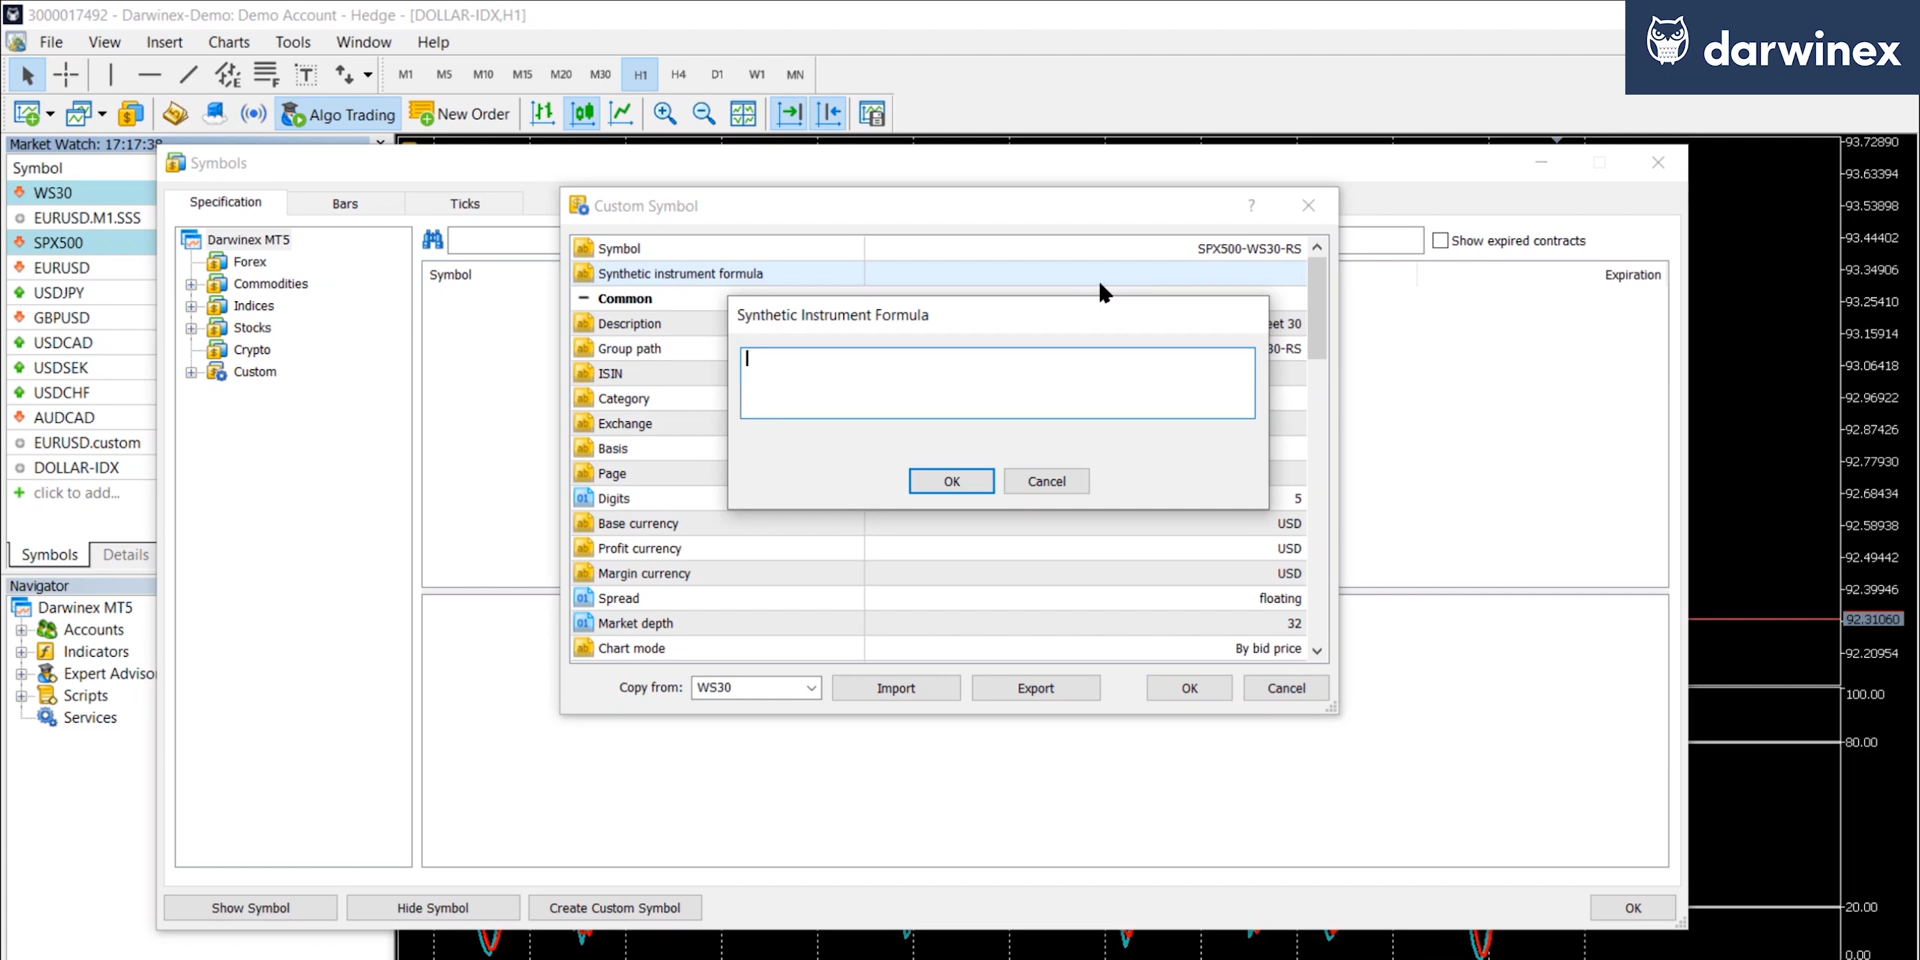 3000017492 - Darwinex-Demo: Demo Account - Hedge - [DOLLAR-IDX,H1]
darwinex
File View Insert Charts Tools Window Help
M1 M5 M10 M15 M20 M30 H1 H4 D1 W1 MN
Algo Trading New Order
Market Watch: 17:17:38
Symbol
WS30
EURUSD.M1.SSS
SPX500
EURUSD
USDJPY
GBPUSD
USDCAD
USDSEK
USDCHF
AUDCAD
EURUSD.custom
DOLLAR-IDX
click to add...
Symbols Details
Navigator
Darwinex MT5
Accounts
Indicators
Expert Adviso
Scripts
Services
Symbols
Specification Bars Ticks
Darwinex MT5
Forex
Commodities
Indices
Stocks
Crypto
Custom
Show expired contracts
Symbol Expiration
Custom Symbol ?
Symbol SPX500-WS30-RS
Synthetic instrument formula
Common
Description eet 30
Group path 30-RS
ISIN
Category
Exchange
Basis
Page
Digits 5
Base currency USD
Profit currency USD
Margin currency USD
Spread floating
Market depth 32
Chart mode By bid price
Copy from: WS30 Import Export OK Cancel
Synthetic Instrument Formula
OK Cancel
Show Symbol Hide Symbol Create Custom Symbol OK
93.72890
93.63394
93.53898
93.44402
93.34906
93.25410
93.15914
93.06418
92.96922
92.87426
92.77930
92.68434
92.58938
92.49442
92.39946
92.31060
92.20954
100.00
80.00
20.00
0.00